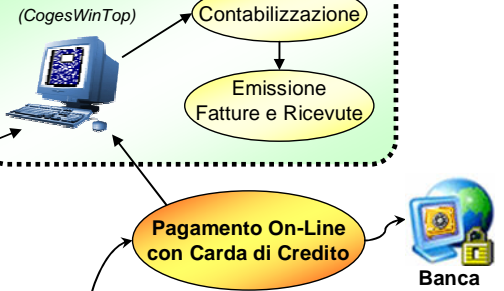 (CogesWinTop)
Contabilizzazione
Emissione
Fatture e Ricevute
Pagamento On-Line
con Carda di Credito
Banca